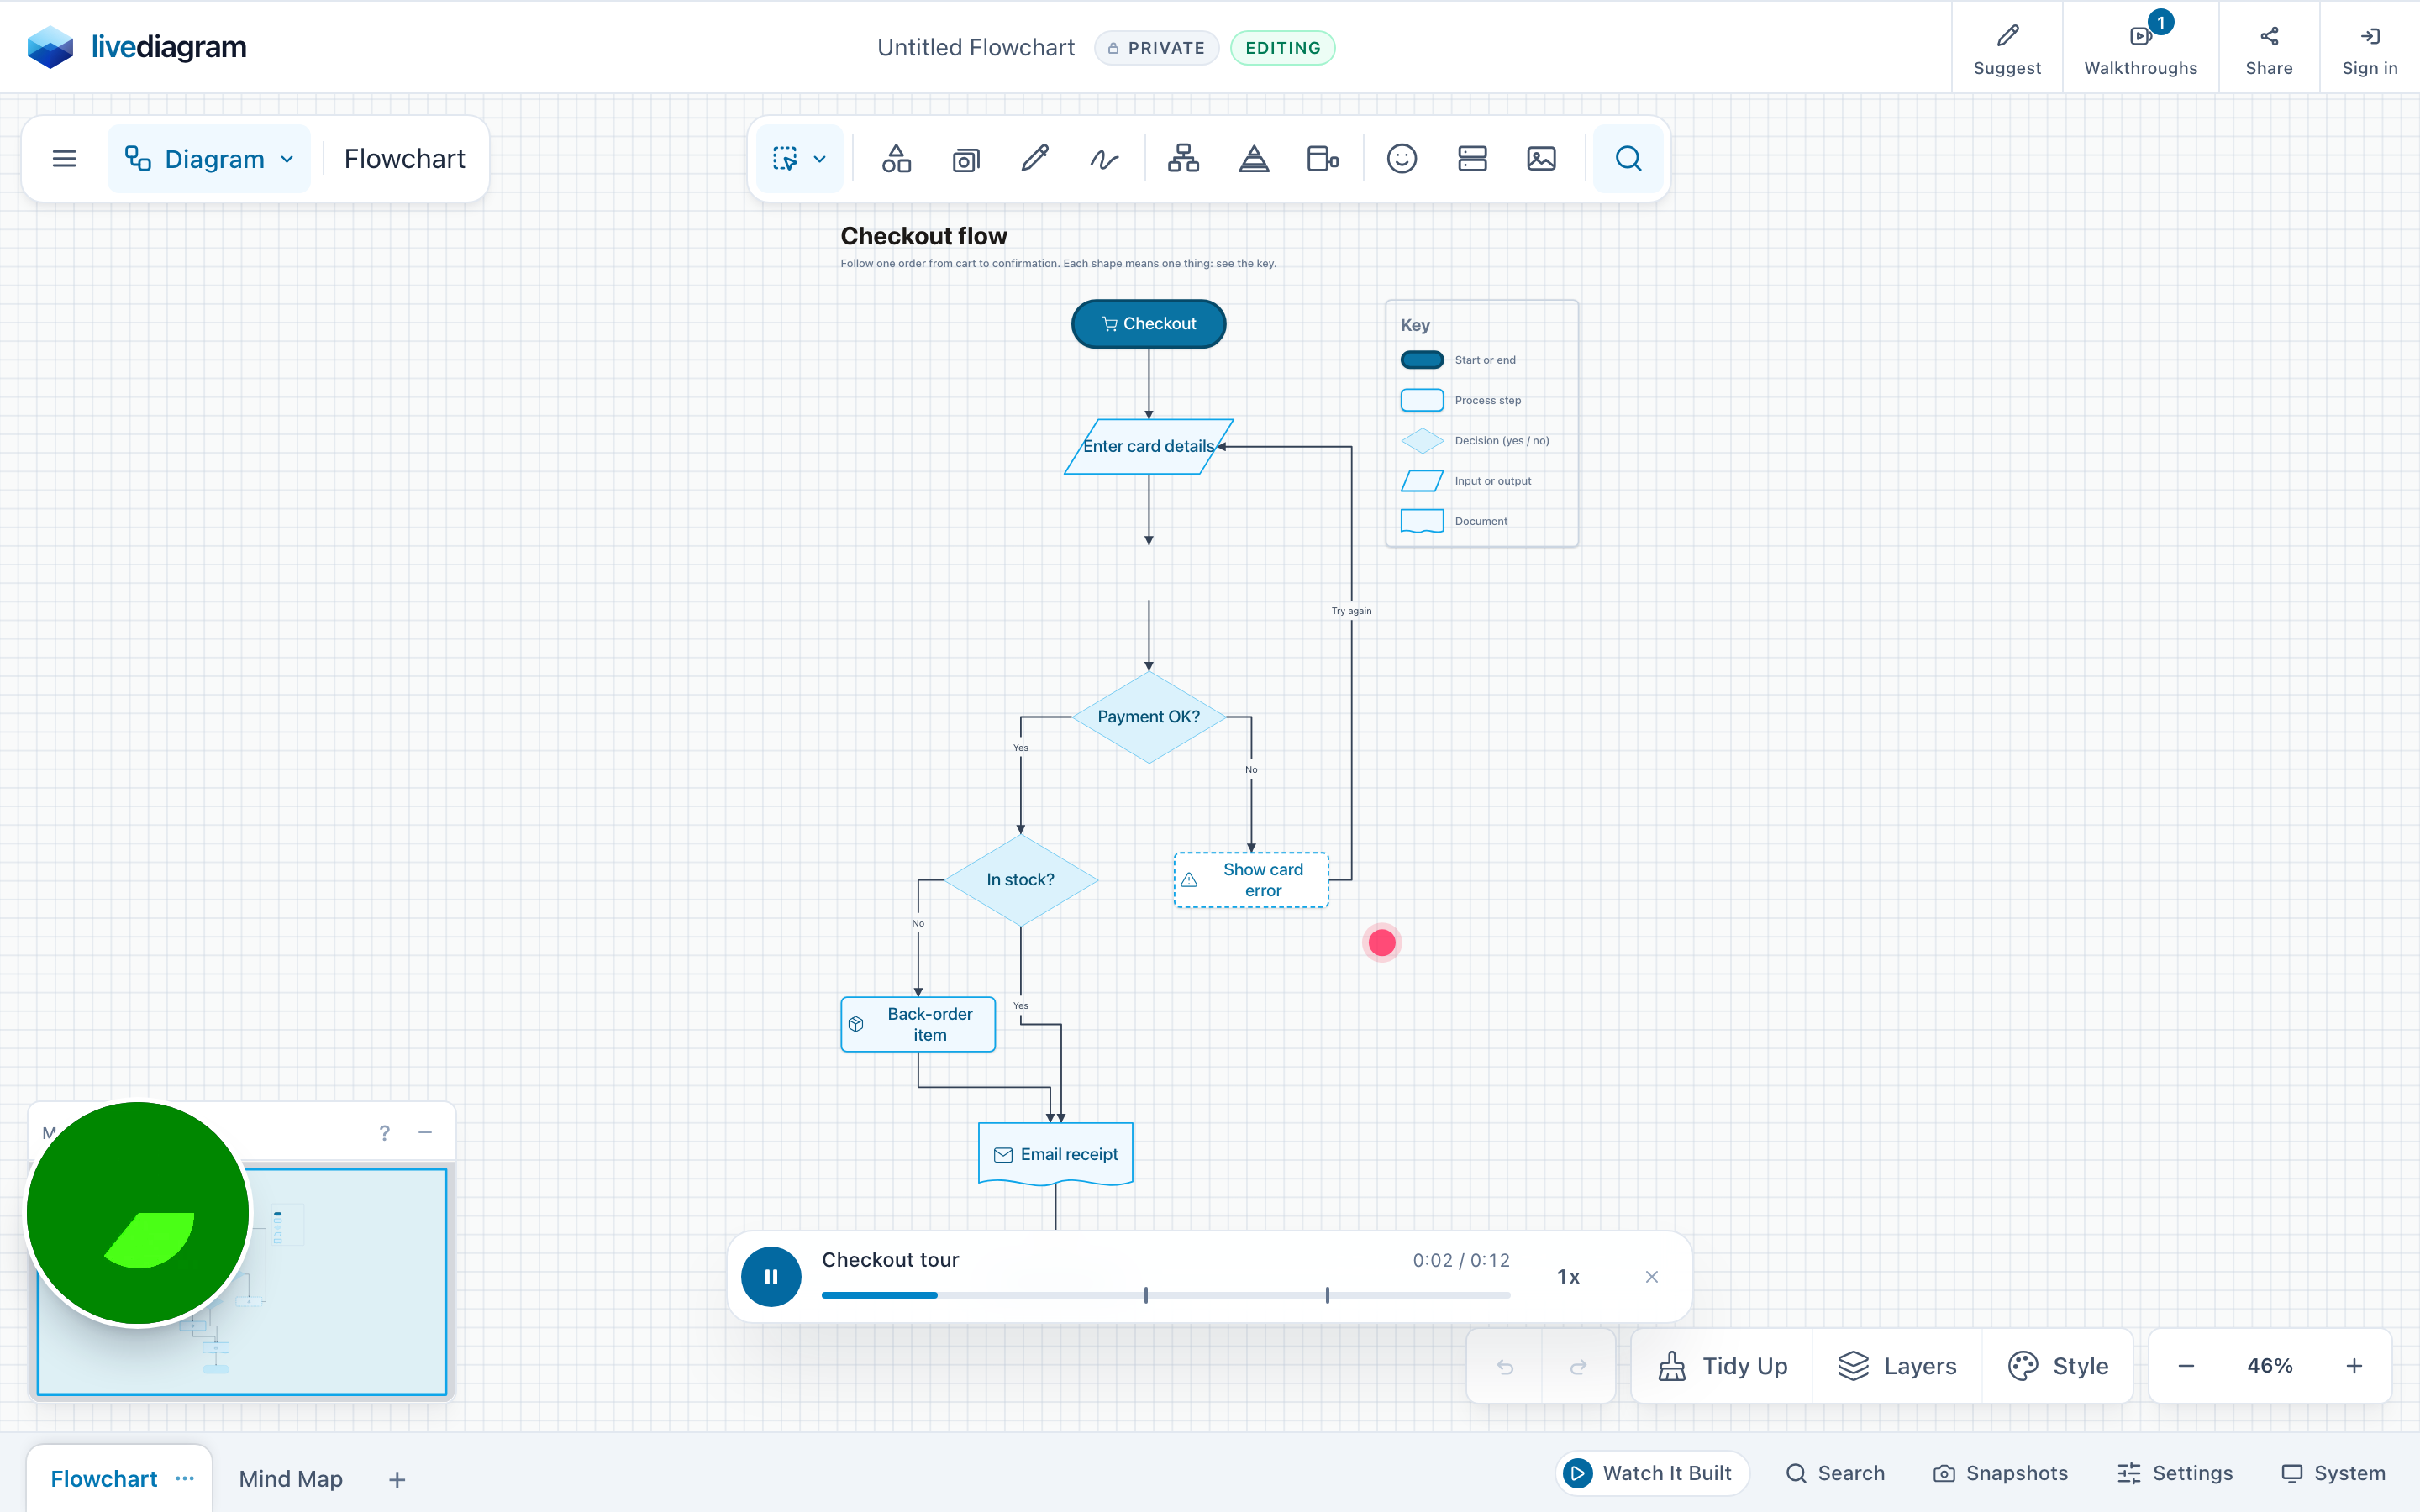 livediagram
Untitled Flowchart
PRIVATE
EDITING
Suggest
1
Walkthroughs
Share
Sign in
Diagram
Flowchart
Checkout flow
Follow one order from cart to confirmation. Each shape means one thing: see the key.
Checkout
Key
Start or end
Process step
Decision (yes / no)
Input or output
Document
Enter card details
Try again
Payment OK?
Yes
No
In stock?
Show card
error
No
Yes
Back-order
item
Email receipt
?
Checkout tour
0:02 / 0:12
1x
Tidy Up
Layers
Style
46%
Flowchart
Mind Map
Watch It Built
Search
Snapshots
Settings
System